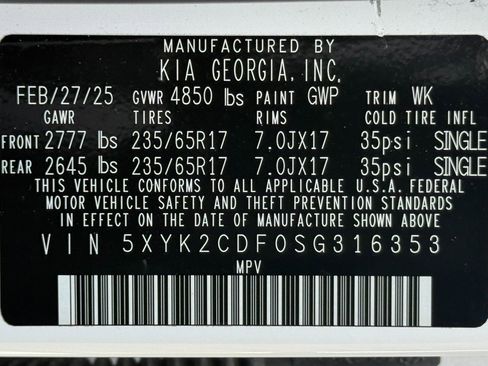 MANUFACTURED BY
KIA GEORGIA, INC.
FEB/27/25 GVWR 4850 lbs PAINT GWP TRIM WK
GAWR TIRES RIMS COLD TIRE INFL
FRONT 2777 lbs 235/65R17 7.0JX17 35psi SINGLE
REAR 2645 lbs 235/65R17 7.0JX17 35psi SINGLE
THIS VEHICLE CONFORMS TO ALL APPLICABLE U.S.A. FEDERAL
MOTOR VEHICLE SAFETY AND THEFT PREVENTION STANDARDS
IN EFFECT ON THE DATE OF MANUFACTURE SHOWN ABOVE.
VIN 5XYK2CDF0SG316353
MPV